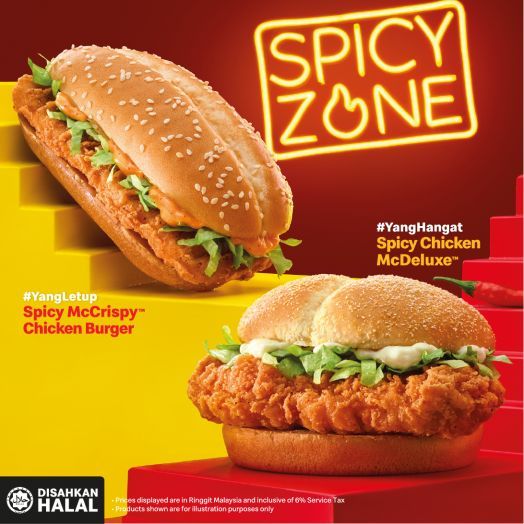 SPICY
ZONE
#YangHangat
Spicy Chicken
McDeluxe™
#YangLetup
Spicy McCrispy™
Chicken Burger
DISAHKAN
HALAL
- Prices displayed are in Ringgit Malaysia and inclusive of 6% Service Tax
- Products shown are for illustration purposes only